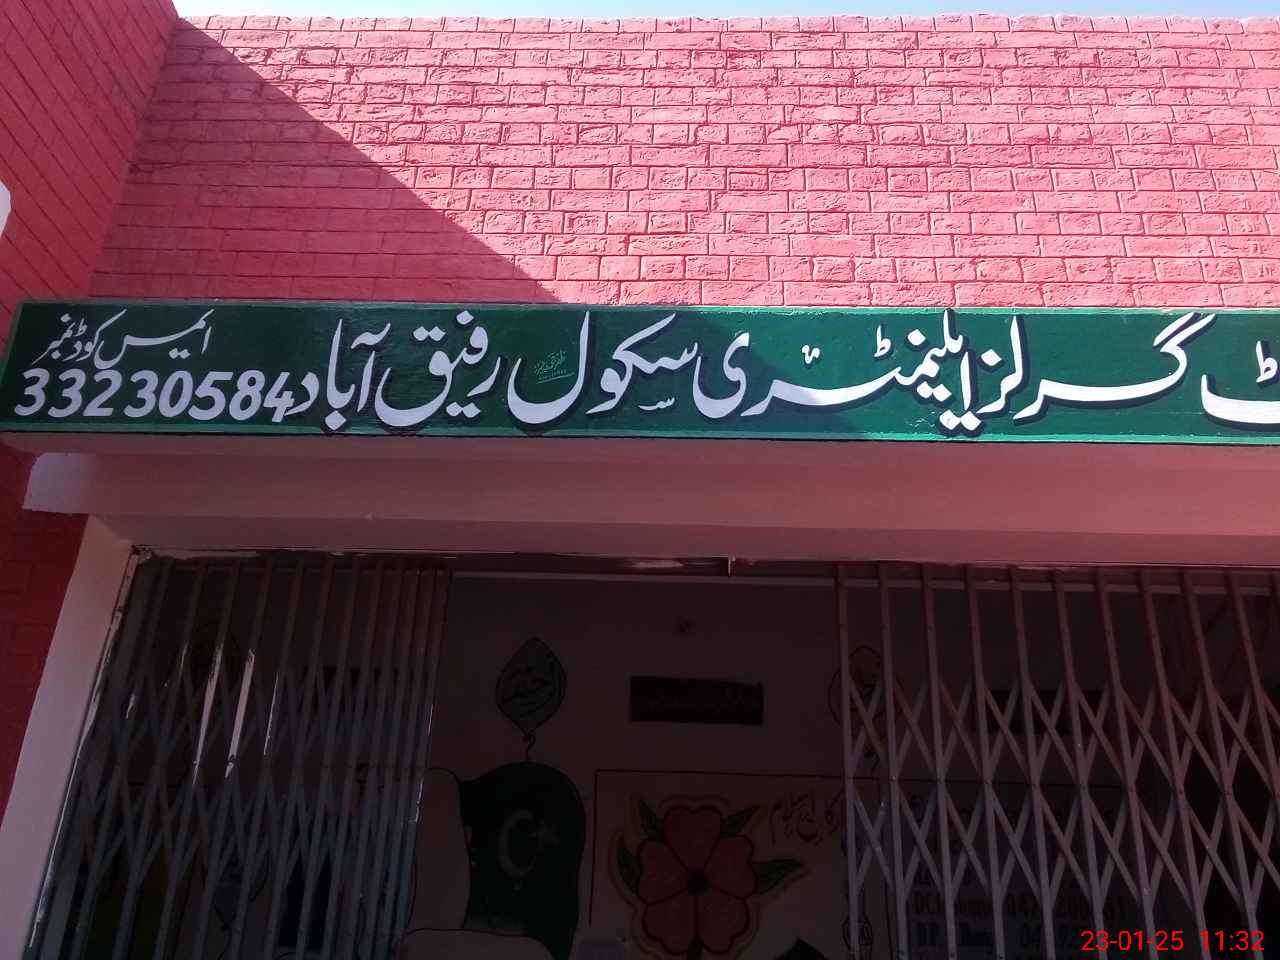 ٹ گرلز ایلیمنٹری سکول رفیق آباد
ایمس کوڈ نمبر
33230584
23-01-25 11:32